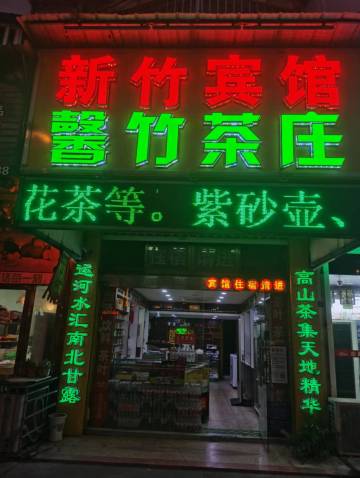 新竹宾馆
馨竹茶庄
花茶等。紫砂壶、
宾馆住宿请进
运河水汇南北甘露
高山茶集天地精华